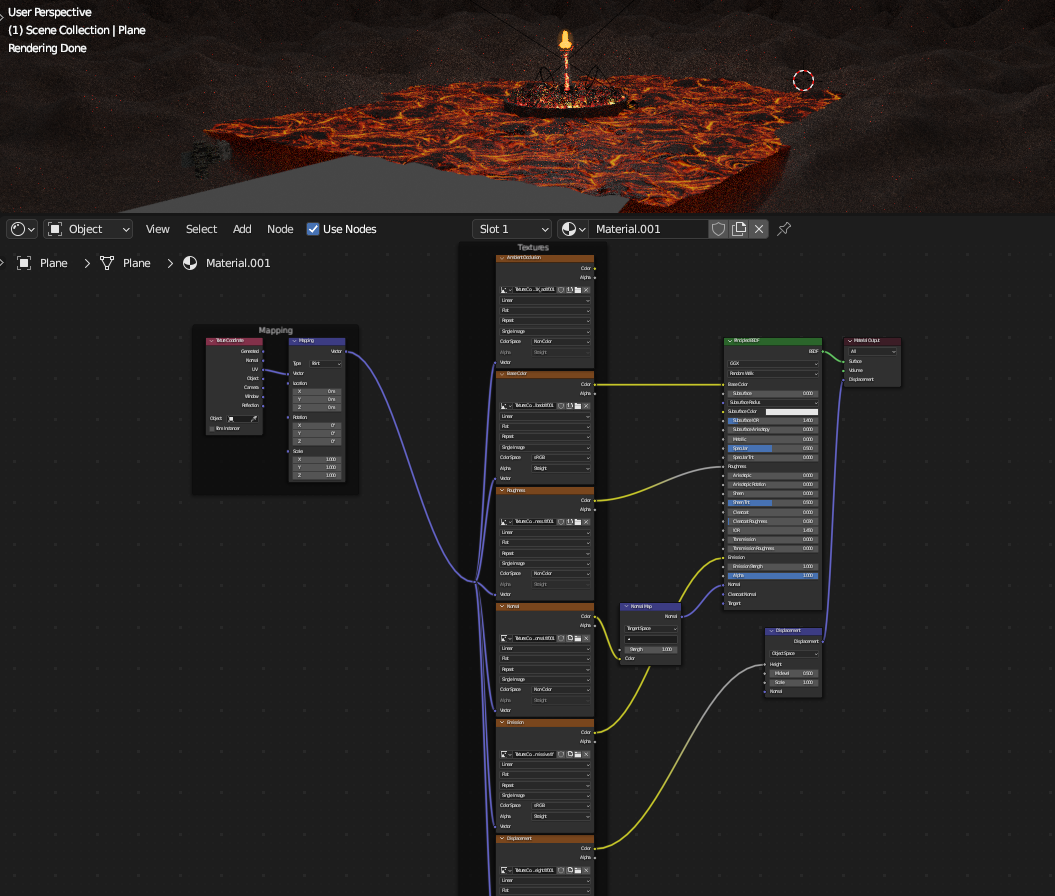 User Perspective
(1) Scene Collection | Plane
Rendering Done
Object View Select Add Node Use Nodes Slot 1 Material.001
Plane Plane Material.001
Textures
Ambient Occlusion
Color
Alpha
Linear
Flat
Repeat
Single Image
Color Space Non-Color
Alpha Straight
Vector
Base Color
Color
Alpha
Linear
Flat
Repeat
Single Image
Color Space sRGB
Alpha Straight
Vector
Roughness
Color
Alpha
Linear
Flat
Repeat
Single Image
Color Space Non-Color
Alpha Straight
Vector
Normal
Color
Alpha
Linear
Flat
Repeat
Single Image
Color Space Non-Color
Alpha Straight
Vector
Emission
Color
Alpha
Linear
Flat
Repeat
Single Image
Color Space sRGB
Alpha Straight
Vector
Displacement
Color
Alpha
Linear
Flat
Mapping
Texture Coordinate
Generated
Normal
UV
Object
Camera
Window
Reflection
Object:
From Instancer
Mapping
Vector
Type: Point
Vector
Location:
X 0 m
Y 0 m
Z 0 m
Rotation:
X 0°
Y 0°
Z 0°
Scale:
X 1.000
Y 1.000
Z 1.000
Normal Map
Normal
Tangent Space
Strength 1.000
Color
Principled BSDF
BSDF
GGX
Random Walk
Base Color
Subsurface 0.000
Subsurface Radius
Subsurface Color
Subsurface IOR 1.400
Subsurface Anisotropy 0.000
Metallic 0.000
Specular 0.500
Specular Tint 0.000
Roughness
Anisotropic 0.000
Anisotropic Rotation 0.000
Sheen 0.000
Sheen Tint 0.500
Clearcoat 0.000
Clearcoat Roughness 0.030
IOR 1.450
Transmission 0.000
Transmission Roughness 0.000
Emission
Emission Strength 1.000
Alpha 1.000
Normal
Clearcoat Normal
Tangent
Material Output
All
Surface
Volume
Displacement
Displacement
Displacement
Object Space
Height
Midlevel 0.500
Scale 1.000
Normal